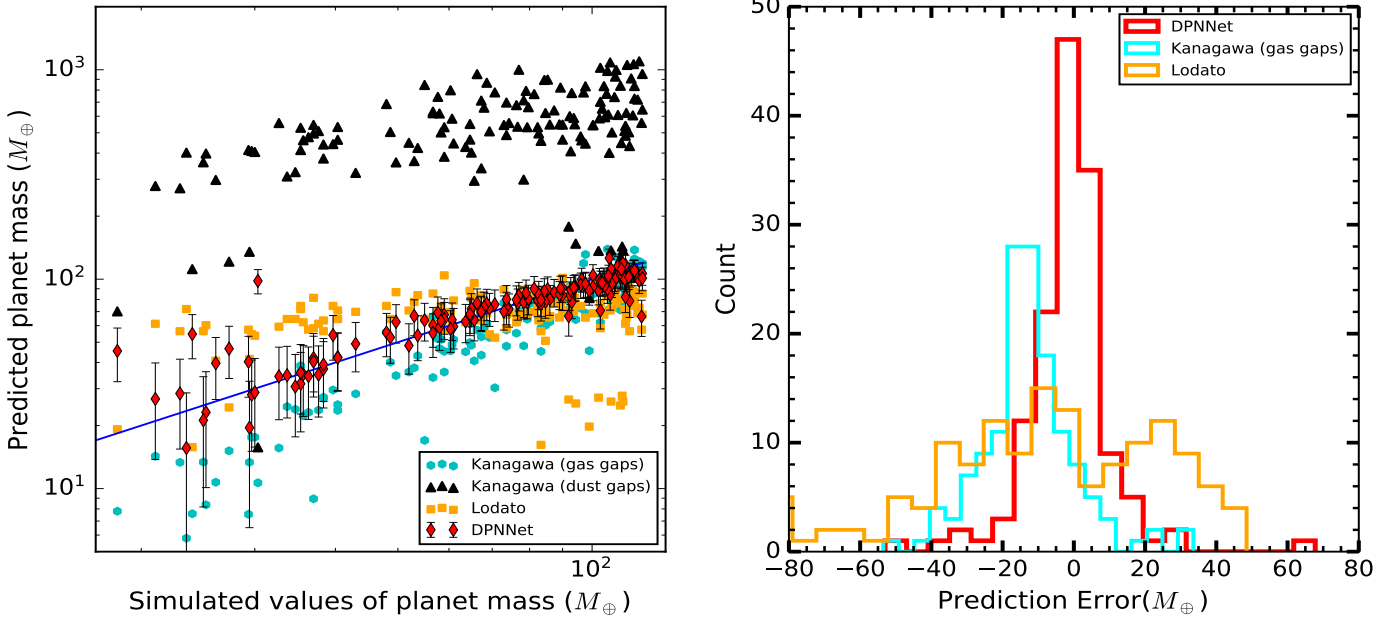 10³
10²
10¹
Predicted planet mass (M⊕)
Kanagawa (gas gaps)
Kanagawa (dust gaps)
Lodato
DPNNet
10²
Simulated values of planet mass (M⊕)
50
40
30
20
10
0
Count
DPNNet
Kanagawa (gas gaps)
Lodato
−80 −60 −40 −20 0 20 40 60 80
Prediction Error(M⊕)